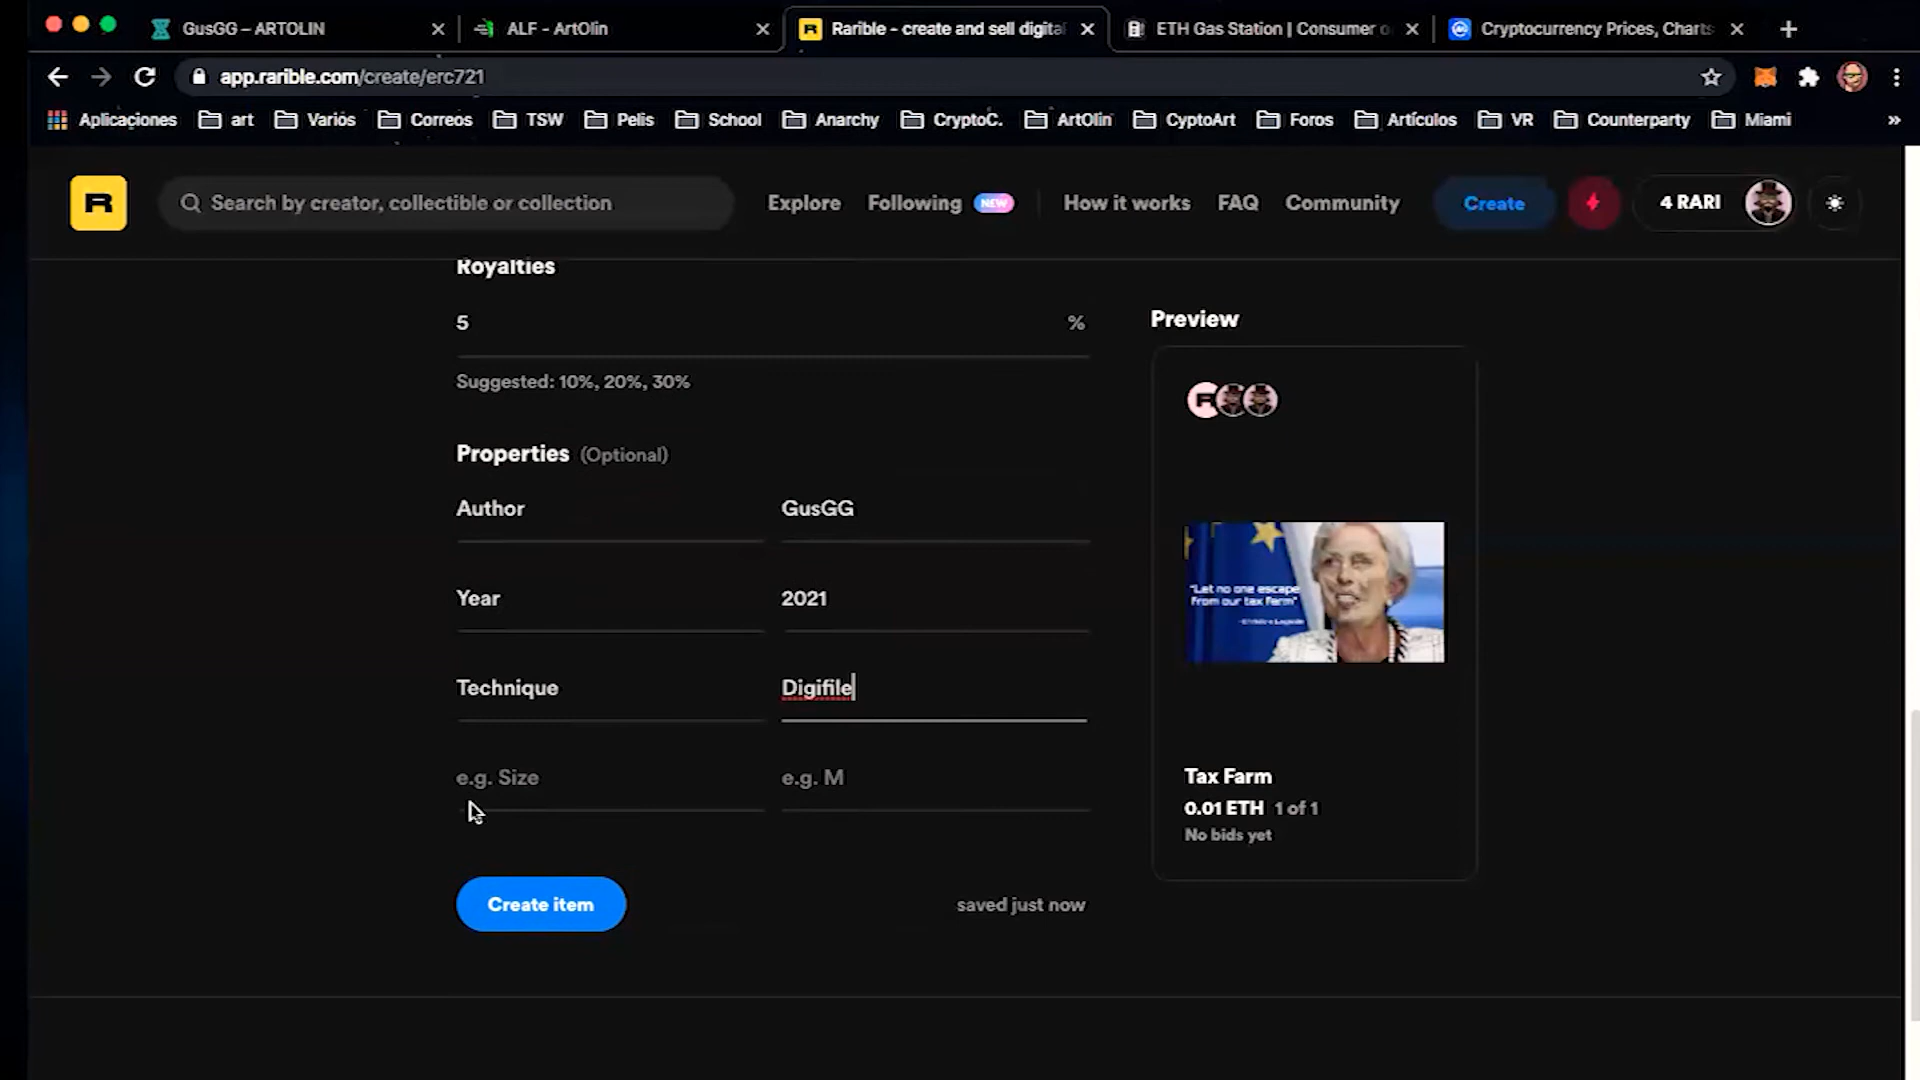 GusGG – ARTOLIN
ALF - ArtOlin
Rarible - create and sell digital
ETH Gas Station | Consumer o
Cryptocurrency Prices, Charts
app.rarible.com/create/erc721
Aplicaciones art Varios Correos TSW Pelis School Anarchy CryptoC. ArtOlin CyptoArt Foros Artículos VR Counterparty Miami »
R Search by creator, collectible or collection Explore Following NEW How it works FAQ Community Create 4 RARI
Royalties
5 %
Suggested: 10%, 20%, 30%
Properties (Optional)
Author GusGG
Year 2021
Technique Digifile
e.g. Size e.g. M
Create item saved just now
Preview
R
"Let no one escape
From our tax farm"
Tax Farm
0.01 ETH 1 of 1
No bids yet